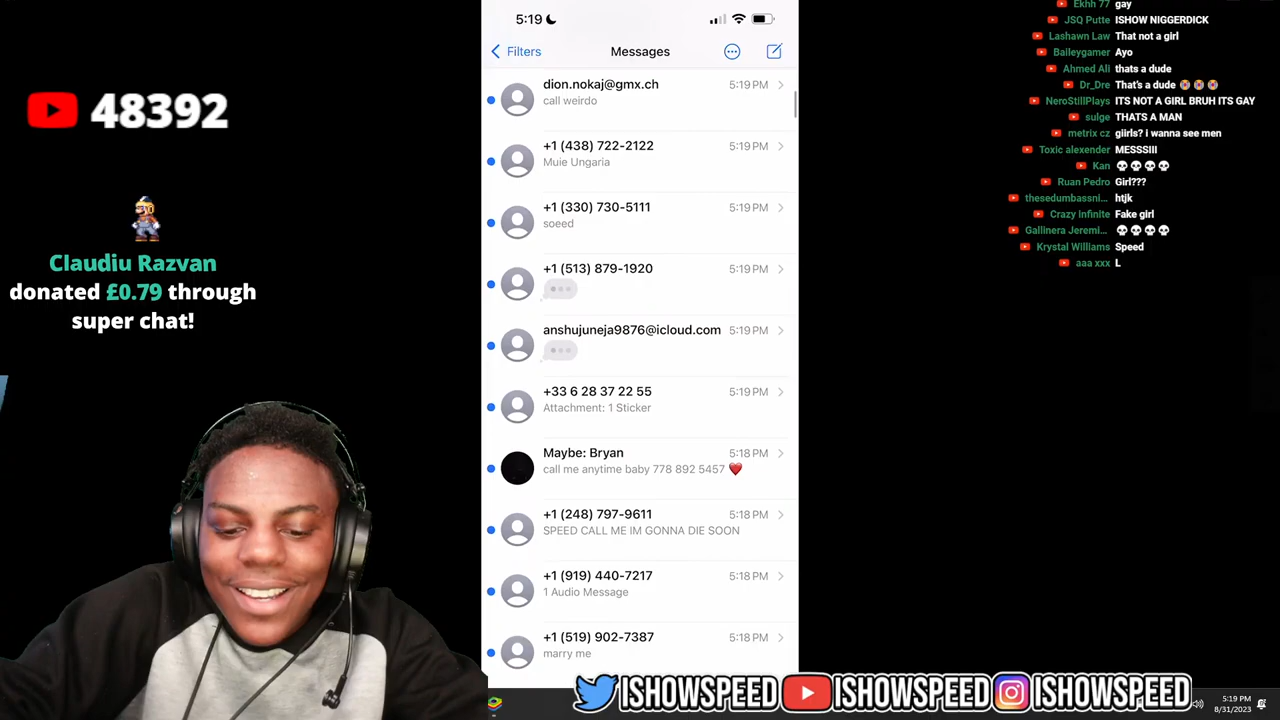 48392
Claudiu Razvan
donated £0.79 through
super chat!
5:19
Filters
Messages
dion.nokaj@gmx.ch 5:19 PM
call weirdo
+1 (438) 722-2122 5:19 PM
Muie Ungaria
+1 (330) 730-5111 5:19 PM
soeed
+1 (513) 879-1920 5:19 PM
anshujuneja9876@icloud.com 5:19 PM
+33 6 28 37 22 55 5:19 PM
Attachment: 1 Sticker
Maybe: Bryan 5:18 PM
call me anytime baby 778 892 5457 ❤️
+1 (248) 797-9611 5:18 PM
SPEED CALL ME IM GONNA DIE SOON
+1 (919) 440-7217 5:18 PM
1 Audio Message
+1 (519) 902-7387 5:18 PM
marry me
Ekhh 77 gay
JSQ Putte ISHOW NIGGERDICK
Lashawn Law That not a girl
Baileygamer Ayo
Ahmed Ali thats a dude
Dr_Dre That's a dude 😭😭😭
NeroStillPlays ITS NOT A GIRL BRUH ITS GAY
sulge THATS A MAN
metrix cz giirls? i wanna see men
Toxic alexender MESSSIII
Kan 💀💀💀💀
Ruan Pedro Girl???
thesedumbassni... htjk
Crazy Infinite Fake girl
Gallinera Jeremi... 💀💀💀💀
Krystal Williams Speed
aaa xxx L
ISHOWSPEED ISHOWSPEED ISHOWSPEED
5:19 PM
8/31/2023